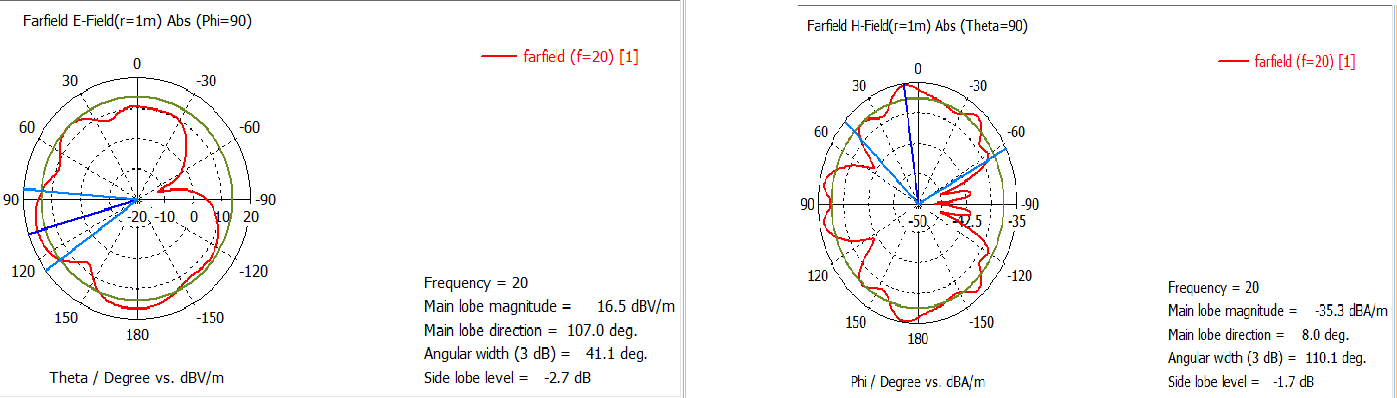 Farfield E-Field(r=1m) Abs (Phi=90)
farfield (f=20) [1]
0
30
-30
60
-60
90
-90
-20
-10
0
10
20
120
-120
150
-150
180
Frequency = 20
Main lobe magnitude = 16.5 dBV/m
Main lobe direction = 107.0 deg.
Angular width (3 dB) = 41.1 deg.
Side lobe level = -2.7 dB
Theta / Degree vs. dBV/m
Farfield H-Field(r=1m) Abs (Theta=90)
farfield (f=20) [1]
0
30
-30
60
-60
90
-90
-50
-42.5
-35
120
-120
150
-150
180
Frequency = 20
Main lobe magnitude = -35.3 dBA/m
Main lobe direction = 8.0 deg.
Angular width (3 dB) = 110.1 deg.
Side lobe level = -1.7 dB
Phi / Degree vs. dBA/m